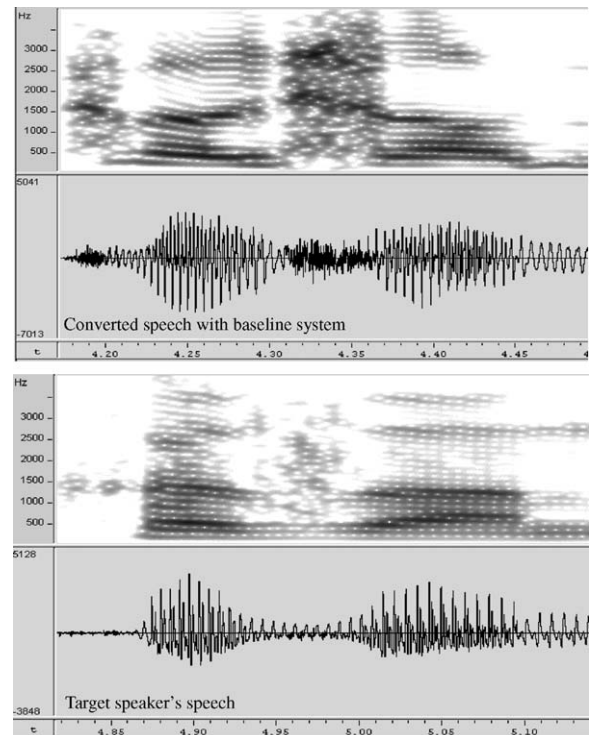 Hz
3000
2500
2000
1500
1000
500
5041
Converted speech with baseline system
-7013
t 4.20 4.25 4.30 4.35 4.40 4.45
Hz
3000
2500
2000
1500
1000
500
5128
Target speaker's speech
-3848
t 4.85 4.90 4.95 5.00 5.05 5.10